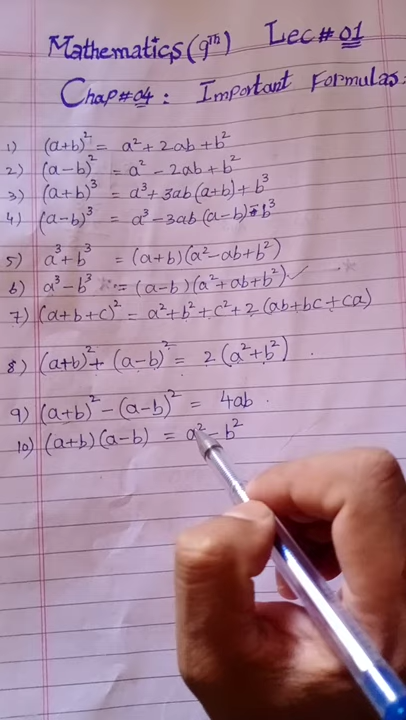 Mathematics (9th) Lec # 01
Chap # 04 : Important Formulas:
1) (a+b)² = a² + 2ab + b²
2) (a−b)² = a² − 2ab + b²
3) (a+b)³ = a³ + 3ab(a+b) + b³
4) (a−b)³ = a³ − 3ab(a−b) − b³
5) a³ + b³ = (a+b)(a²−ab+b²)
6) a³ − b³ = (a−b)(a²+ab+b²)
7) (a+b+c)² = a²+b²+c²+2(ab+bc+ca)
8) (a+b)² + (a−b)² = 2(a²+b²)
9) (a+b)² − (a−b)² = 4ab.
10) (a+b)(a−b) = a² − b²